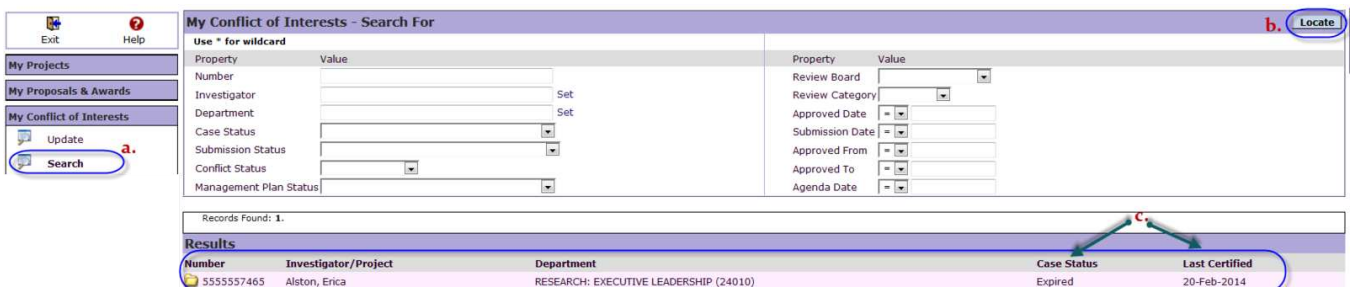 Exit Help
My Projects
My Proposals & Awards
My Conflict of Interests
Update
a.
Search
My Conflict of Interests - Search For
b. Locate
Use * for wildcard
Property Value Property Value
Number Review Board
Investigator Set Review Category
Department Set Approved Date =
Case Status Submission Date =
Submission Status Approved From =
Conflict Status Approved To =
Management Plan Status Agenda Date =
Records Found: 1.
c.
Results
Number Investigator/Project Department Case Status Last Certified
5555557465 Alston, Erica RESEARCH: EXECUTIVE LEADERSHIP (24010) Expired 20-Feb-2014